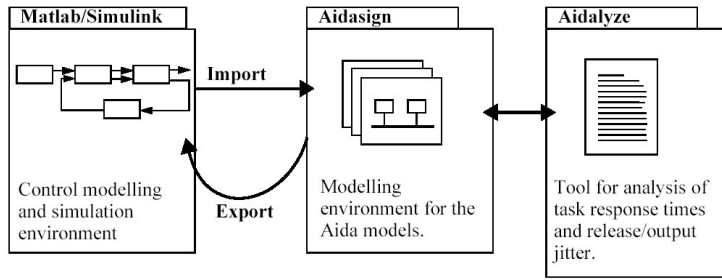 Matlab/Simulink
Control modelling
and simulation
environment
Import
Export
Aidasign
Modelling
environment for the
Aida models.
Aidalyze
Tool for analysis of
task response times
and release/output
jitter.